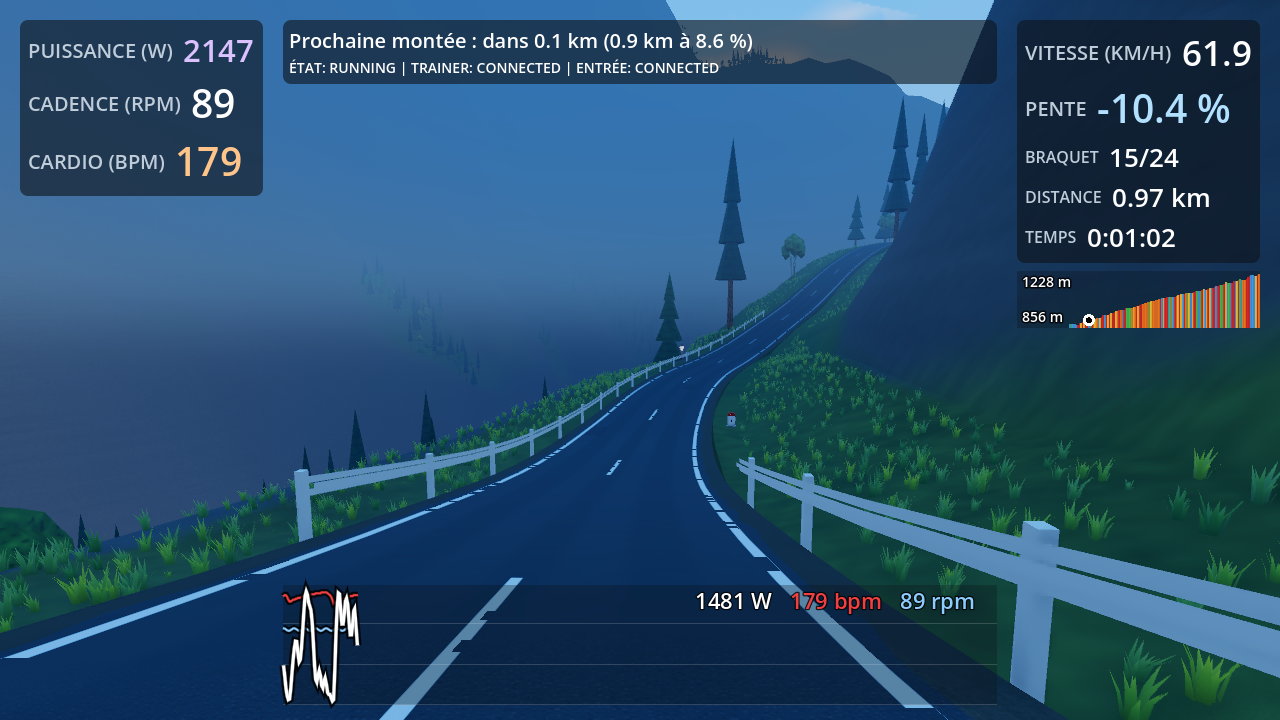 PUISSANCE (W) 2147
CADENCE (RPM) 89
CARDIO (BPM) 179
Prochaine montée : dans 0.1 km (0.9 km à 8.6 %)
ÉTAT: RUNNING | TRAINER: CONNECTED | ENTRÉE: CONNECTED
VITESSE (KM/H) 61.9
PENTE -10.4 %
BRAQUET 15/24
DISTANCE 0.97 km
TEMPS 0:01:02
1228 m
856 m
1481 W 179 bpm 89 rpm